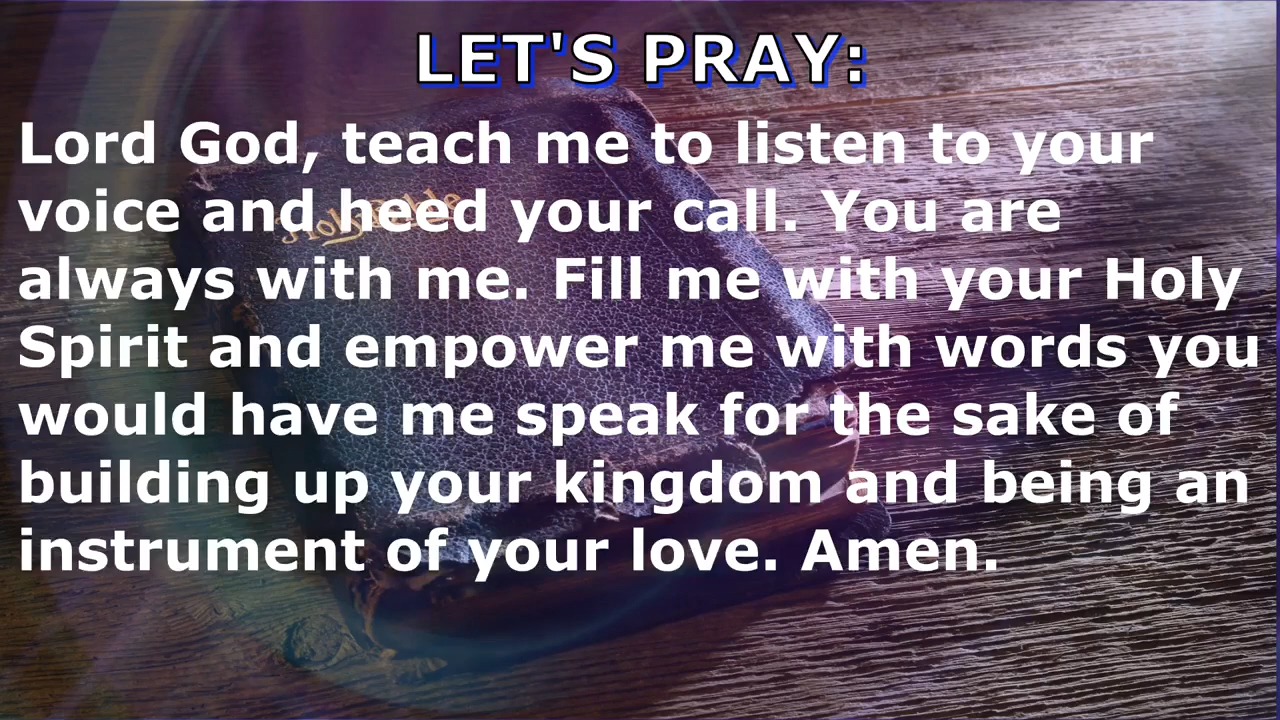 LET'S PRAY:
Lord God, teach me to listen to your
voice and heed your call. You are
always with me. Fill me with your Holy
Spirit and empower me with words you
would have me speak for the sake of
building up your kingdom and being an
instrument of your love. Amen.
Holy Bible